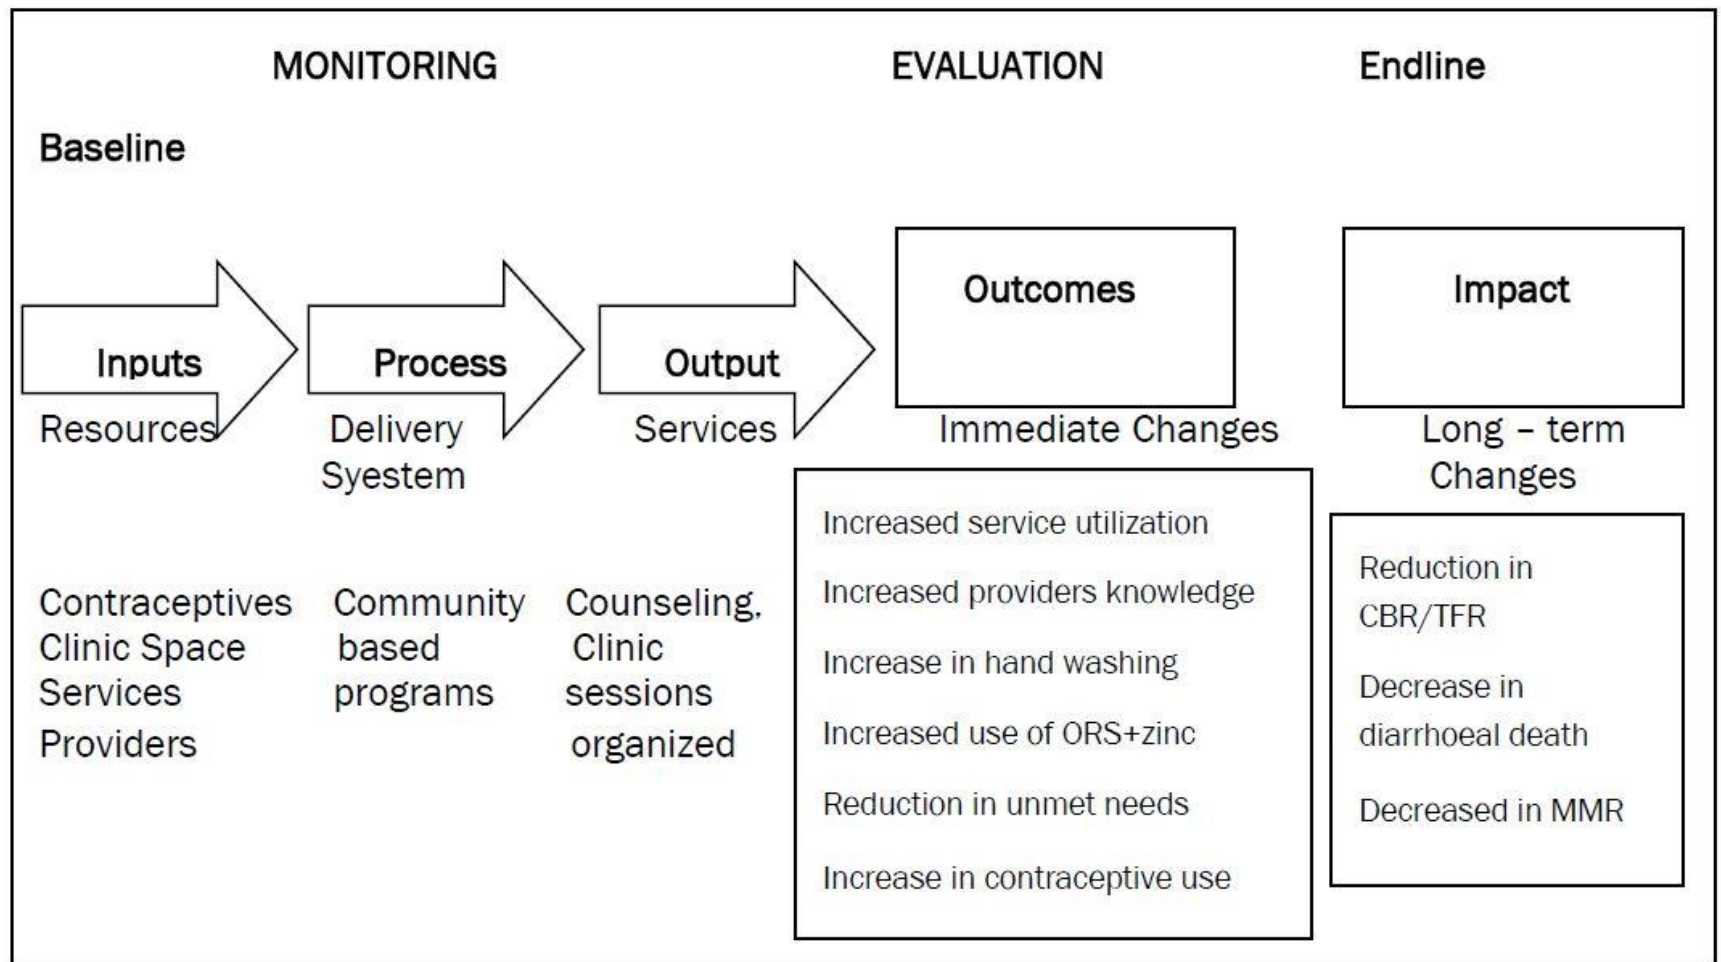 MONITORING
EVALUATION
Endline
Baseline
Inputs
Process
Output
Outcomes
Impact
Resources
Delivery
Syestem
Services
Immediate Changes
Long – term
Changes
Contraceptives
Clinic Space
Services
Providers
Community
based
programs
Counseling,
Clinic
sessions
organized
Increased service utilization
Increased providers knowledge
Increase in hand washing
Increased use of ORS+zinc
Reduction in unmet needs
Increase in contraceptive use
Reduction in
CBR/TFR
Decrease in
diarrhoeal death
Decreased in MMR